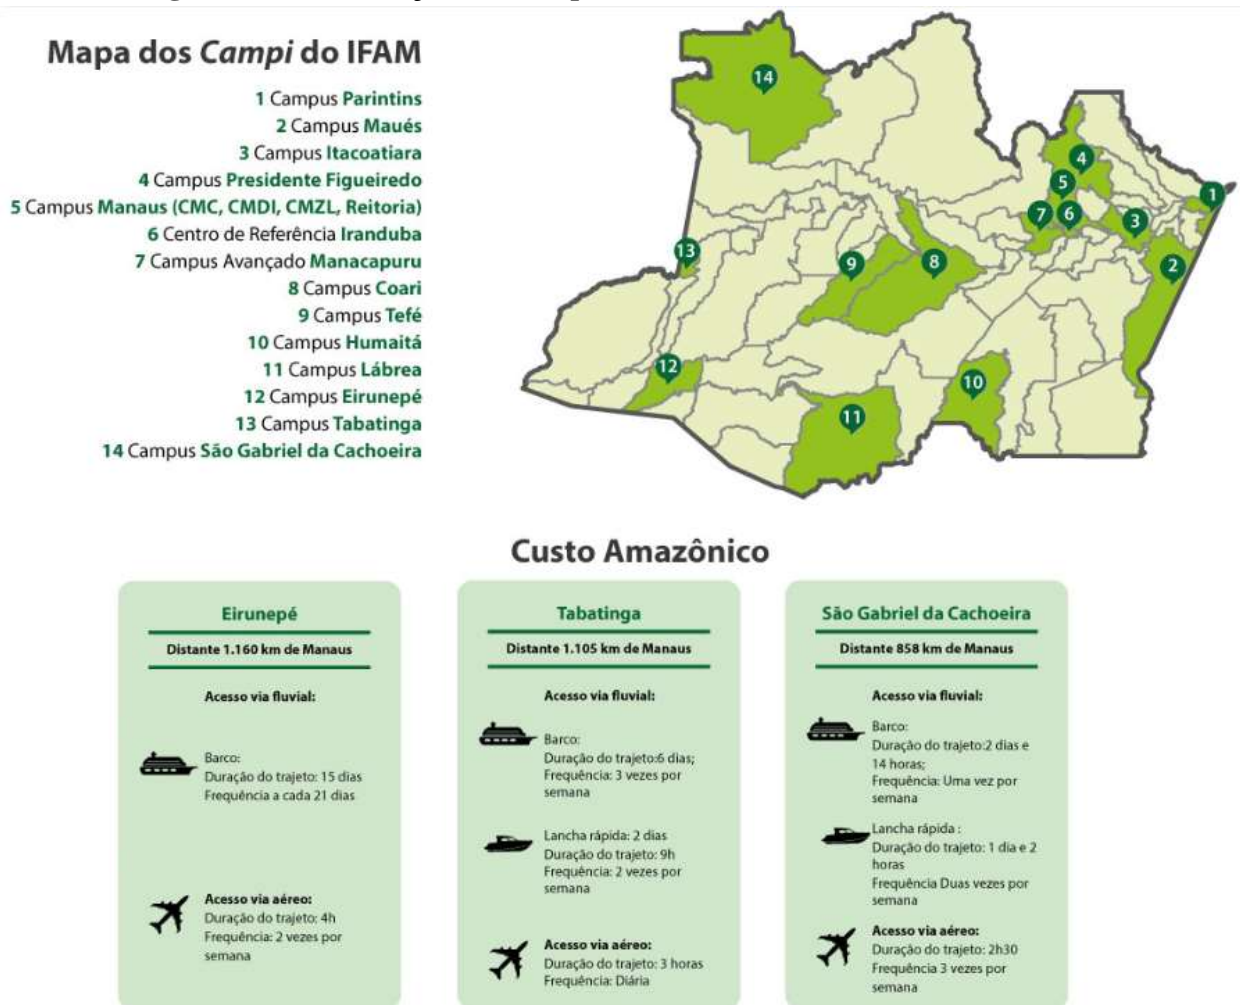 Mapa dos Campi do IFAM
1 Campus Parintins
2 Campus Maués
3 Campus Itacoatiara
4 Campus Presidente Figueiredo
5 Campus Manaus (CMC, CMDI, CMZL, Reitoria)
6 Centro de Referência Iranduba
7 Campus Avançado Manacapuru
8 Campus Coari
9 Campus Tefé
10 Campus Humaitá
11 Campus Lábrea
12 Campus Eirunepé
13 Campus Tabatinga
14 Campus São Gabriel da Cachoeira
14
4
5
1
7
6
3
13
9
8
2
12
10
11
Custo Amazônico
Eirunepé
Distante 1.160 km de Manaus
Acesso via fluvial:
Barco:
Duração do trajeto: 15 dias
Frequência a cada 21 dias
Acesso via aéreo:
Duração do trajeto: 4h
Frequência: 2 vezes por
semana
Tabatinga
Distante 1.105 km de Manaus
Acesso via fluvial:
Barco:
Duração do trajeto:6 dias;
Frequência: 3 vezes por
semana
Lancha rápida: 2 dias
Duração do trajeto: 9h
Frequência: 2 vezes por
semana
Acesso via aéreo:
Duração do trajeto: 3 horas
Frequência: Diária
São Gabriel da Cachoeira
Distante 858 km de Manaus
Acesso via fluvial:
Barco:
Duração do trajeto:2 dias e
14 horas;
Frequência: Uma vez por
semana
Lancha rápida :
Duração do trajeto: 1 dia e 2
horas
Frequência Duas vezes por
semana
Acesso via aéreo:
Duração do trajeto: 2h30
Frequência 3 vezes por
semana